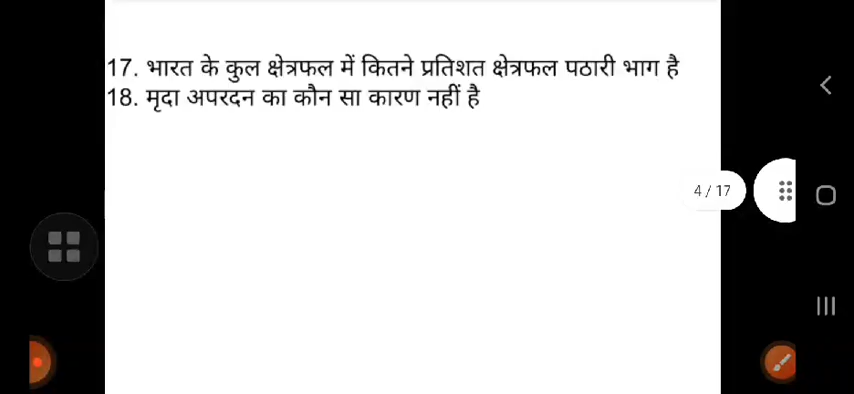 17. भारत के कुल क्षेत्रफल में कितने प्रतिशत क्षेत्रफल पठारी भाग है
18. मृदा अपरदन का कौन सा कारण नहीं है
4 / 17